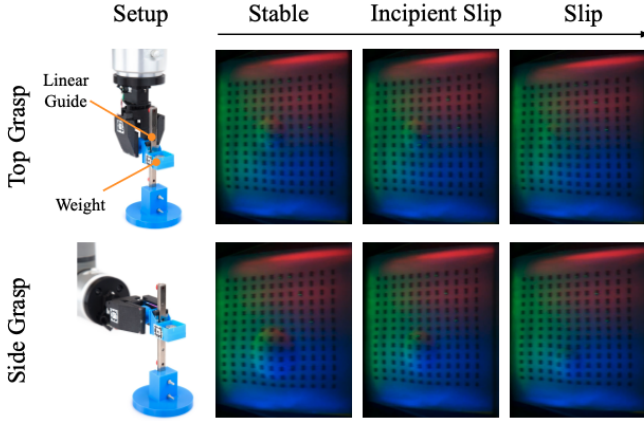 Setup
Stable
Incipient Slip
Slip
Top Grasp
Linear
Guide
Weight
Side Grasp